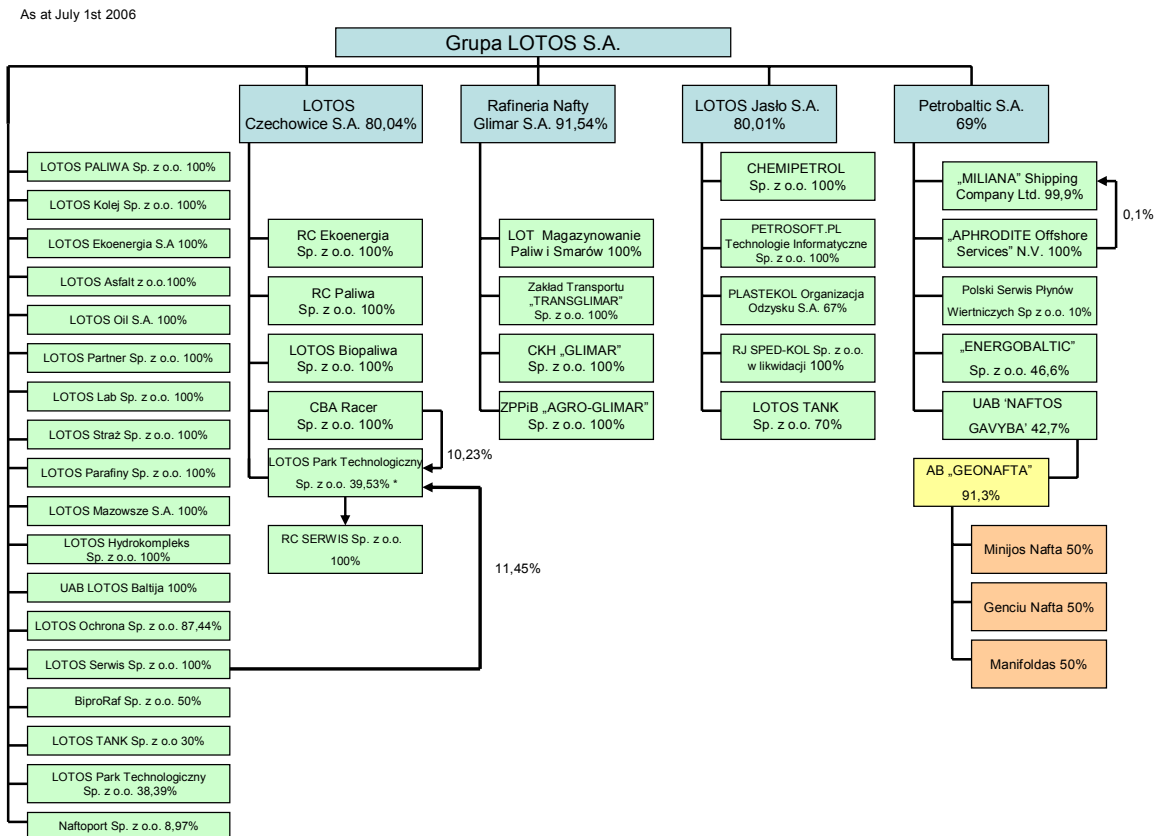 As at July 1st 2006
Grupa LOTOS S.A.
LOTOS
Czechowice S.A. 80,04%
Rafineria Nafty
Glimar S.A. 91,54%
LOTOS Jasło S.A.
80,01%
Petrobaltic S.A.
69%
LOTOS PALIWA Sp. z o.o. 100%
LOTOS Kolej Sp. z o.o. 100%
LOTOS Ekoenergia S.A 100%
LOTOS Asfalt z o.o.100%
LOTOS Oil S.A. 100%
LOTOS Partner Sp. z o.o. 100%
LOTOS Lab Sp. z o.o. 100%
LOTOS Straż Sp. z o.o. 100%
LOTOS Parafiny Sp. z o.o. 100%
LOTOS Mazowsze S.A. 100%
LOTOS Hydrokompleks
Sp. z o.o. 100%
UAB LOTOS Baltija 100%
LOTOS Ochrona Sp. z o.o. 87,44%
LOTOS Serwis Sp. z o.o. 100%
BiproRaf Sp. z o.o. 50%
LOTOS TANK Sp. z o.o 30%
LOTOS Park Technologiczny
Sp. z o.o. 38,39%
Naftoport Sp. z o.o. 8,97%
RC Ekoenergia
Sp. z o.o. 100%
RC Paliwa
Sp. z o.o. 100%
LOTOS Biopaliwa
Sp. z o.o. 100%
CBA Racer
Sp. z o.o. 100%
10,23%
LOTOS Park Technologiczny
Sp. z o.o. 39,53% *
RC SERWIS Sp. z o.o.
100%
11,45%
LOT Magazynowanie
Paliw i Smarów 100%
Zakład Transportu
„TRANSGLIMAR”
Sp. z o.o. 100%
CKH „GLIMAR”
Sp. z o.o. 100%
ZPPiB „AGRO-GLIMAR”
Sp. z o.o. 100%
CHEMIPETROL
Sp. z o.o. 100%
PETROSOFT.PL
Technologie Informatyczne
Sp. z o.o. 100%
PLASTEKOL Organizacja
Odzysku S.A. 67%
RJ SPED-KOL Sp. z o.o.
w likwidacji 100%
LOTOS TANK
Sp. z o.o. 70%
„MILIANA” Shipping
Company Ltd. 99,9%
0,1%
„APHRODITE” Offshore
Services” N.V. 100%
Polski Serwis Płynów
Wiertniczych Sp z o.o. 10%
„ENERGOBALTIC”
Sp. z o.o. 46,6%
UAB 'NAFTOS
GAVYBA' 42,7%
AB „GEONAFTA”
91,3%
Minijos Nafta 50%
Genciu Nafta 50%
Manifoldas 50%